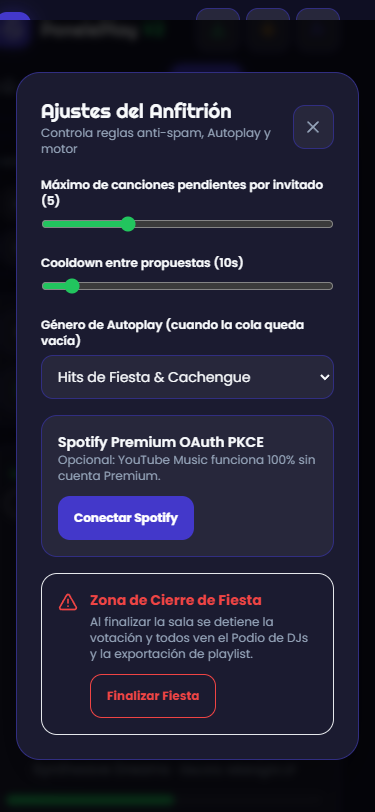 Ajustes del Anfitrión
Controla reglas anti-spam, Autoplay y
motor
Máximo de canciones pendientes por invitado
(5)
Cooldown entre propuestas (10s)
Género de Autoplay (cuando la cola queda
vacía)
Hits de Fiesta & Cachengue
Spotify Premium OAuth PKCE
Opcional: YouTube Music funciona 100% sin
cuenta Premium.
Conectar Spotify
Zona de Cierre de Fiesta
Al finalizar la sala se detiene la
votación y todos ven el Podio de DJs
y la exportación de playlist.
Finalizar Fiesta